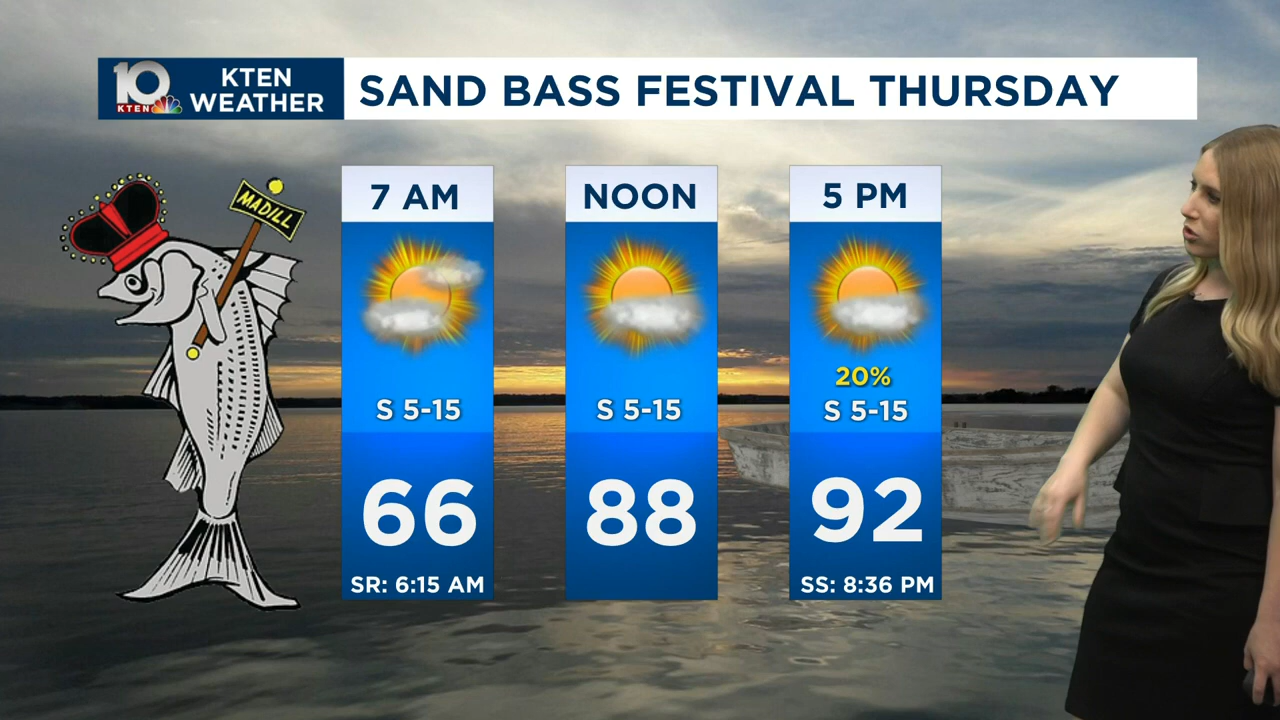 10
KTEN
KTEN
WEATHER
SAND BASS FESTIVAL THURSDAY
MADILL
7 AM
S 5-15
66
SR: 6:15 AM
NOON
S 5-15
88
5 PM
20%
S 5-15
92
SS: 8:36 PM